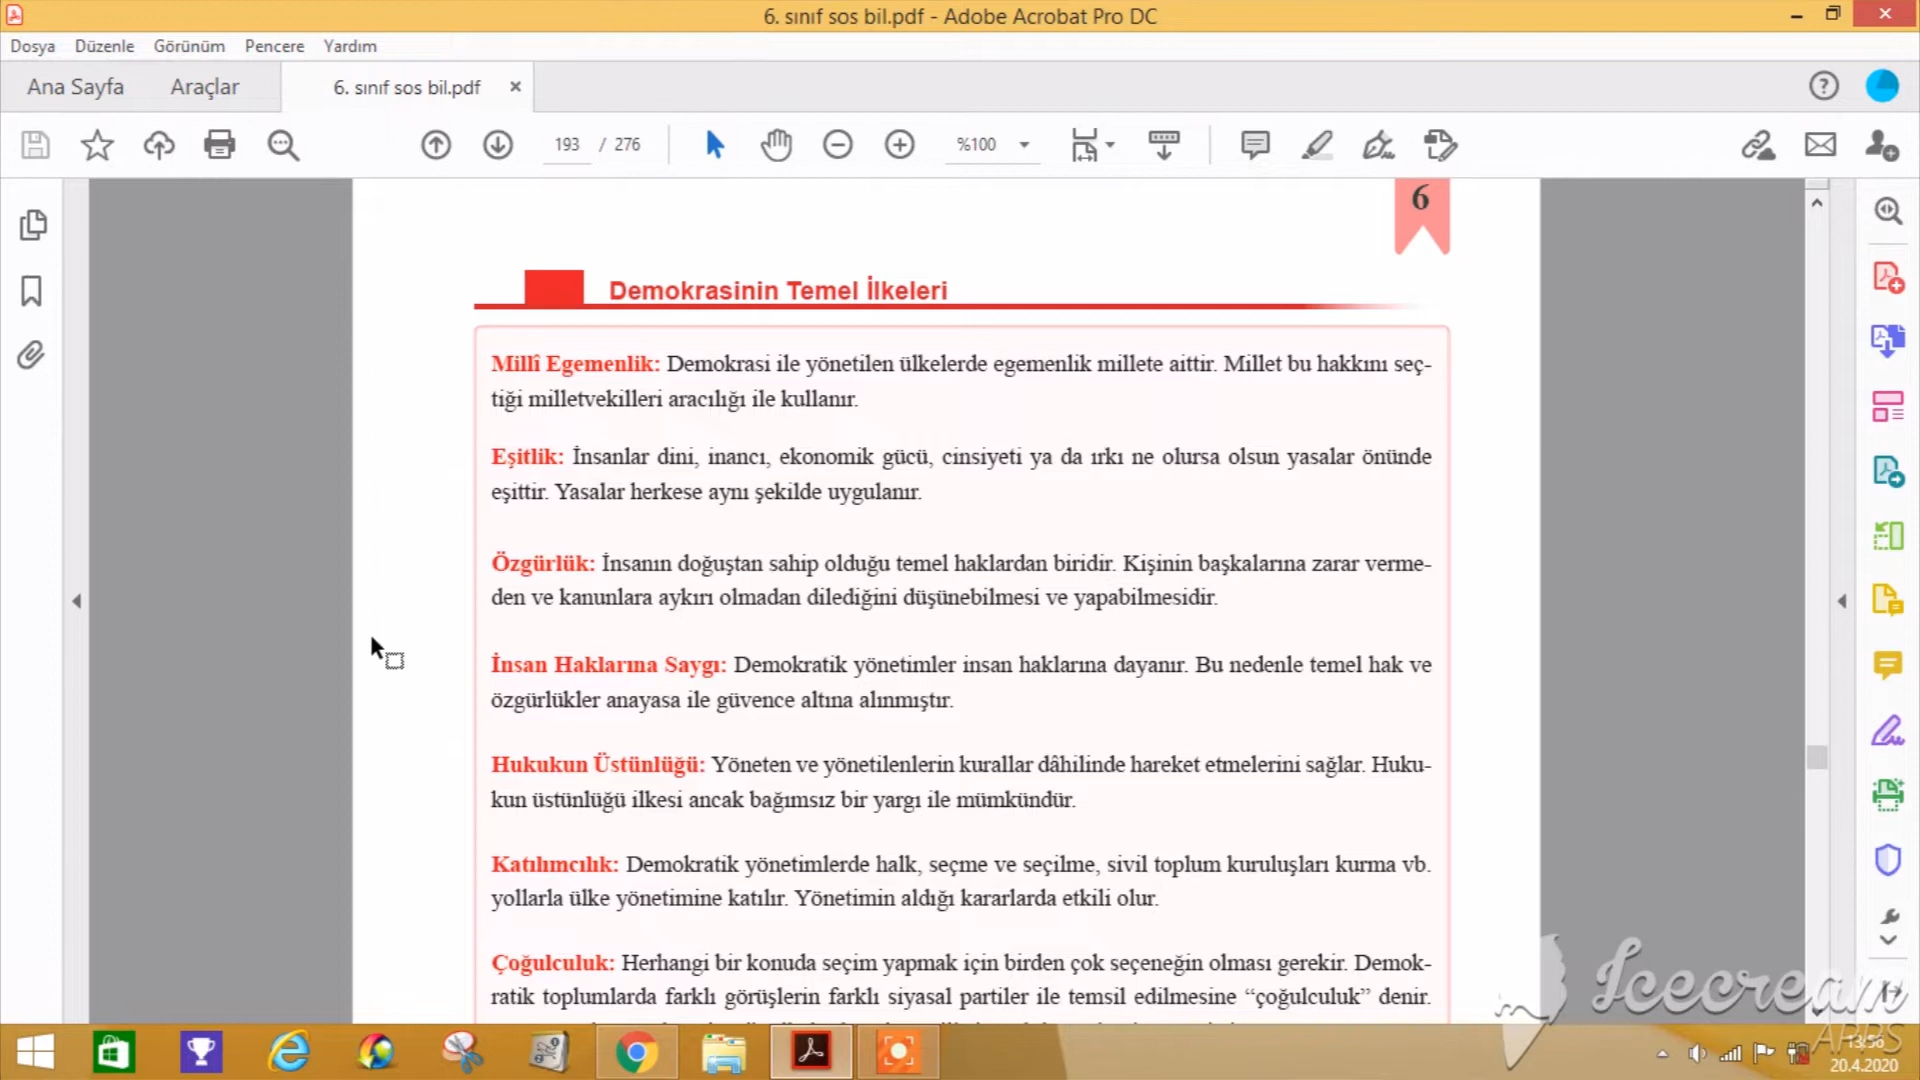 6. sınıf sos bil.pdf - Adobe Acrobat Pro DC
Dosya Düzenle Görünüm Pencere Yardım
Ana Sayfa Araçlar 6. sınıf sos bil.pdf
193 / 276 %100
6
Demokrasinin Temel İlkeleri
Millî Egemenlik: Demokrasi ile yönetilen ülkelerde egemenlik millete aittir. Millet bu hakkını seç-
tiği milletvekilleri aracılığı ile kullanır.
Eşitlik: İnsanlar dini, inancı, ekonomik gücü, cinsiyeti ya da ırkı ne olursa olsun yasalar önünde
eşittir. Yasalar herkese aynı şekilde uygulanır.
Özgürlük: İnsanın doğuştan sahip olduğu temel haklardan biridir. Kişinin başkalarına zarar verme-
den ve kanunlara aykırı olmadan dilediğini düşünebilmesi ve yapabilmesidir.
İnsan Haklarına Saygı: Demokratik yönetimler insan haklarına dayanır. Bu nedenle temel hak ve
özgürlükler anayasa ile güvence altına alınmıştır.
Hukukun Üstünlüğü: Yöneten ve yönetilenlerin kurallar dâhilinde hareket etmelerini sağlar. Huku-
kun üstünlüğü ilkesi ancak bağımsız bir yargı ile mümkündür.
Katılımcılık: Demokratik yönetimlerde halk, seçme ve seçilme, sivil toplum kuruluşları kurma vb.
yollarla ülke yönetimine katılır. Yönetimin aldığı kararlarda etkili olur.
Çoğulculuk: Herhangi bir konuda seçim yapmak için birden çok seçeneğin olması gerekir. Demok-
ratik toplumlarda farklı görüşlerin farklı siyasal partiler ile temsil edilmesine “çoğulculuk” denir.
Icecream
APPS
13:56
20.4.2020